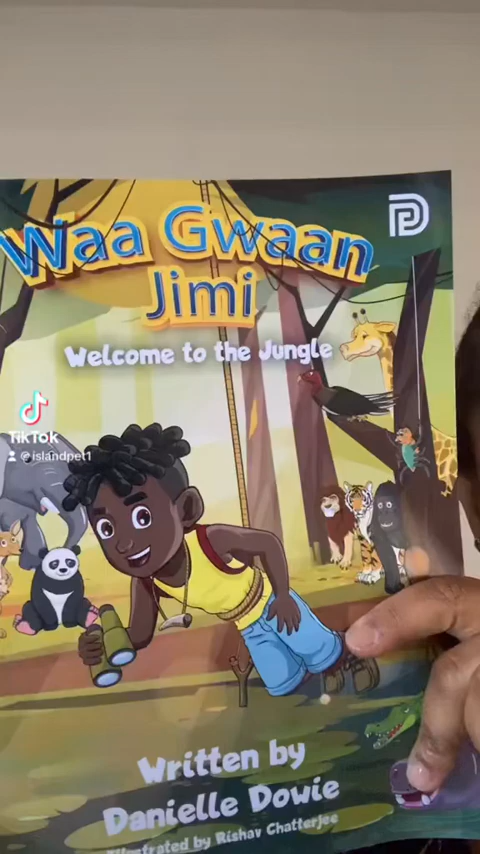 Waa Gwaan
Jimi
Welcome to the Jungle
TikTok
@islandpet1
Written by
Danielle Dowie
Illustrated by Rishav Chatterjee